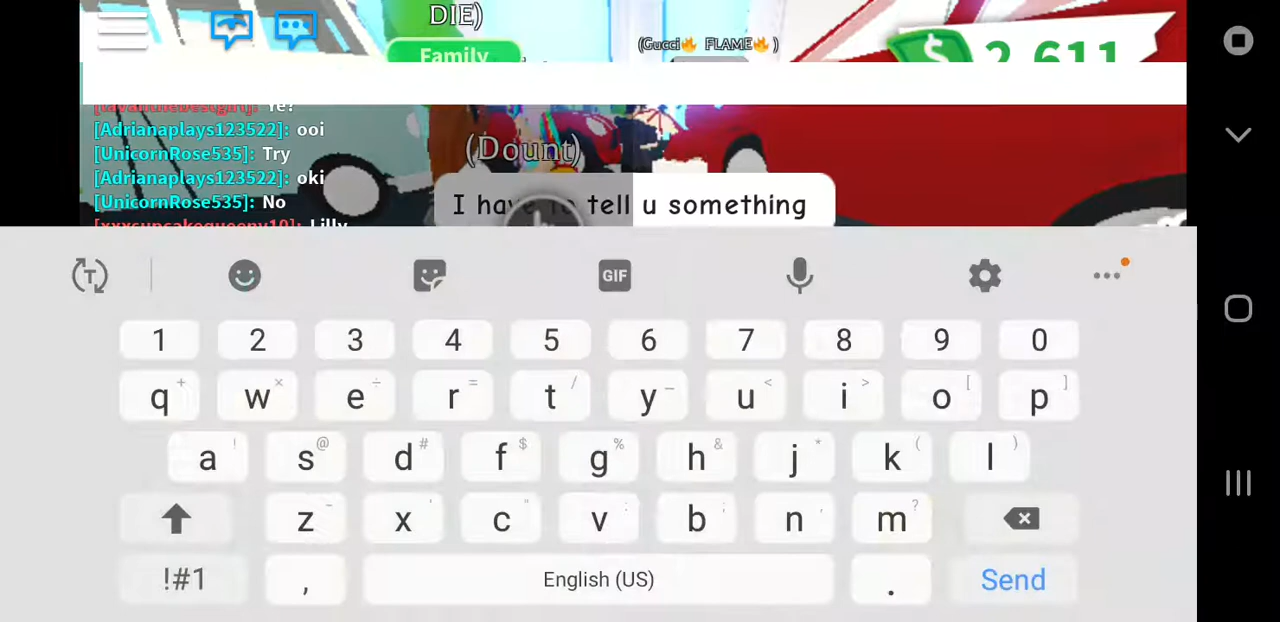 DIE)
Family
(Gucci🔥 FLAME🔥 )
2,611
[Adrianaplays123522]: ooi
[UnicornRose535]: Try
[Adrianaplays123522]: oki
[UnicornRose535]: No
(Dount)
I have to tell u something
GIF
1 2 3 4 5 6 7 8 9 0
q + w × e ÷ r = t / y _ u < i > o [ p ]
a ! s @ d # f $ g % h & j * k ( l )
z - x ' c " v : b ; n , m ?
!#1 , English (US) . Send